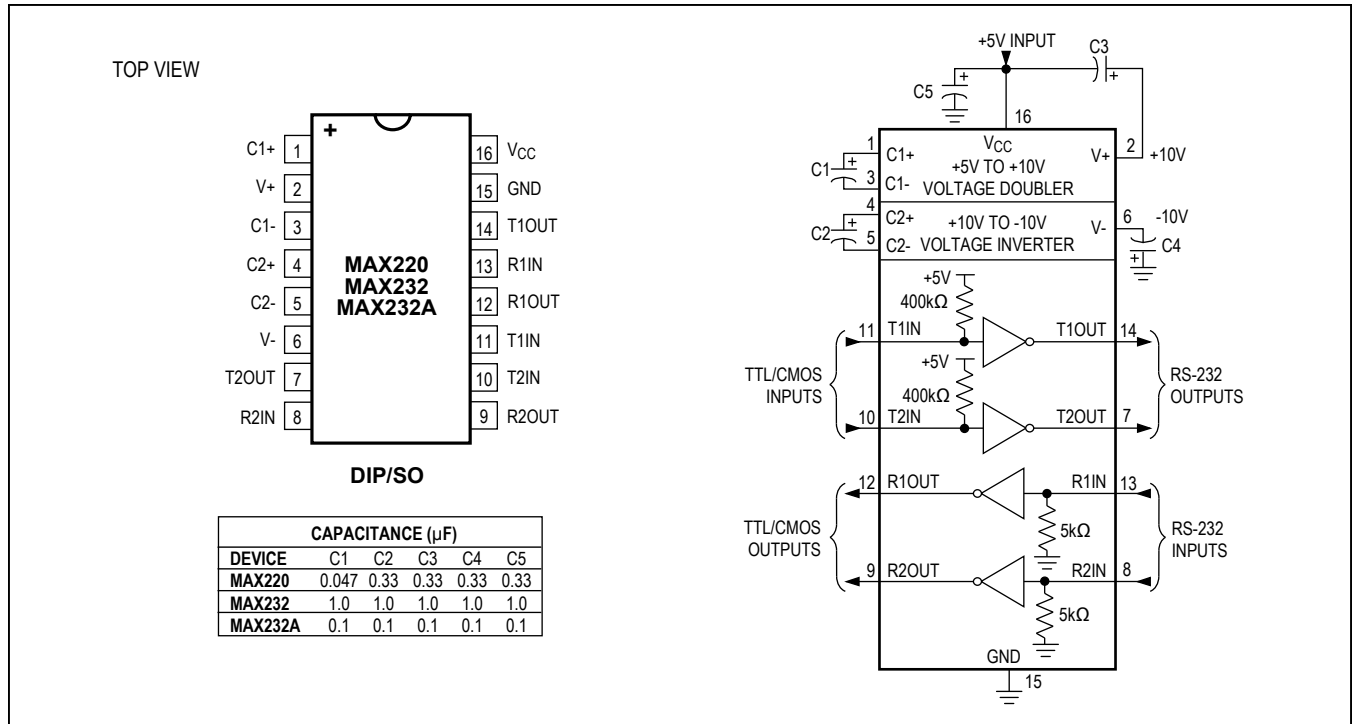 TOP VIEW
+
C1+ 1
V+ 2
C1- 3
C2+ 4
C2- 5
V- 6
T2OUT 7
R2IN 8
16 VCC
15 GND
14 T1OUT
13 R1IN
12 R1OUT
11 T1IN
10 T2IN
9 R2OUT
MAX220
MAX232
MAX232A
DIP/SO
CAPACITANCE (μF)
DEVICE C1 C2 C3 C4 C5
MAX220 0.047 0.33 0.33 0.33 0.33
MAX232 1.0 1.0 1.0 1.0 1.0
MAX232A 0.1 0.1 0.1 0.1 0.1
+5V INPUT
C3
+
C5
+
16
VCC
1
C1+
C1
+
3
C1-
+5V TO +10V
VOLTAGE DOUBLER
V+
2
+10V
4
C2+
C2
+
5
C2-
+10V TO -10V
VOLTAGE INVERTER
V-
6
-10V
C4
+
+5V
400kΩ
11 T1IN
T1OUT 14
+5V
400kΩ
TTL/CMOS
INPUTS
RS-232
OUTPUTS
10 T2IN
T2OUT 7
12 R1OUT
R1IN 13
5kΩ
TTL/CMOS
OUTPUTS
RS-232
INPUTS
9 R2OUT
R2IN 8
5kΩ
GND
15